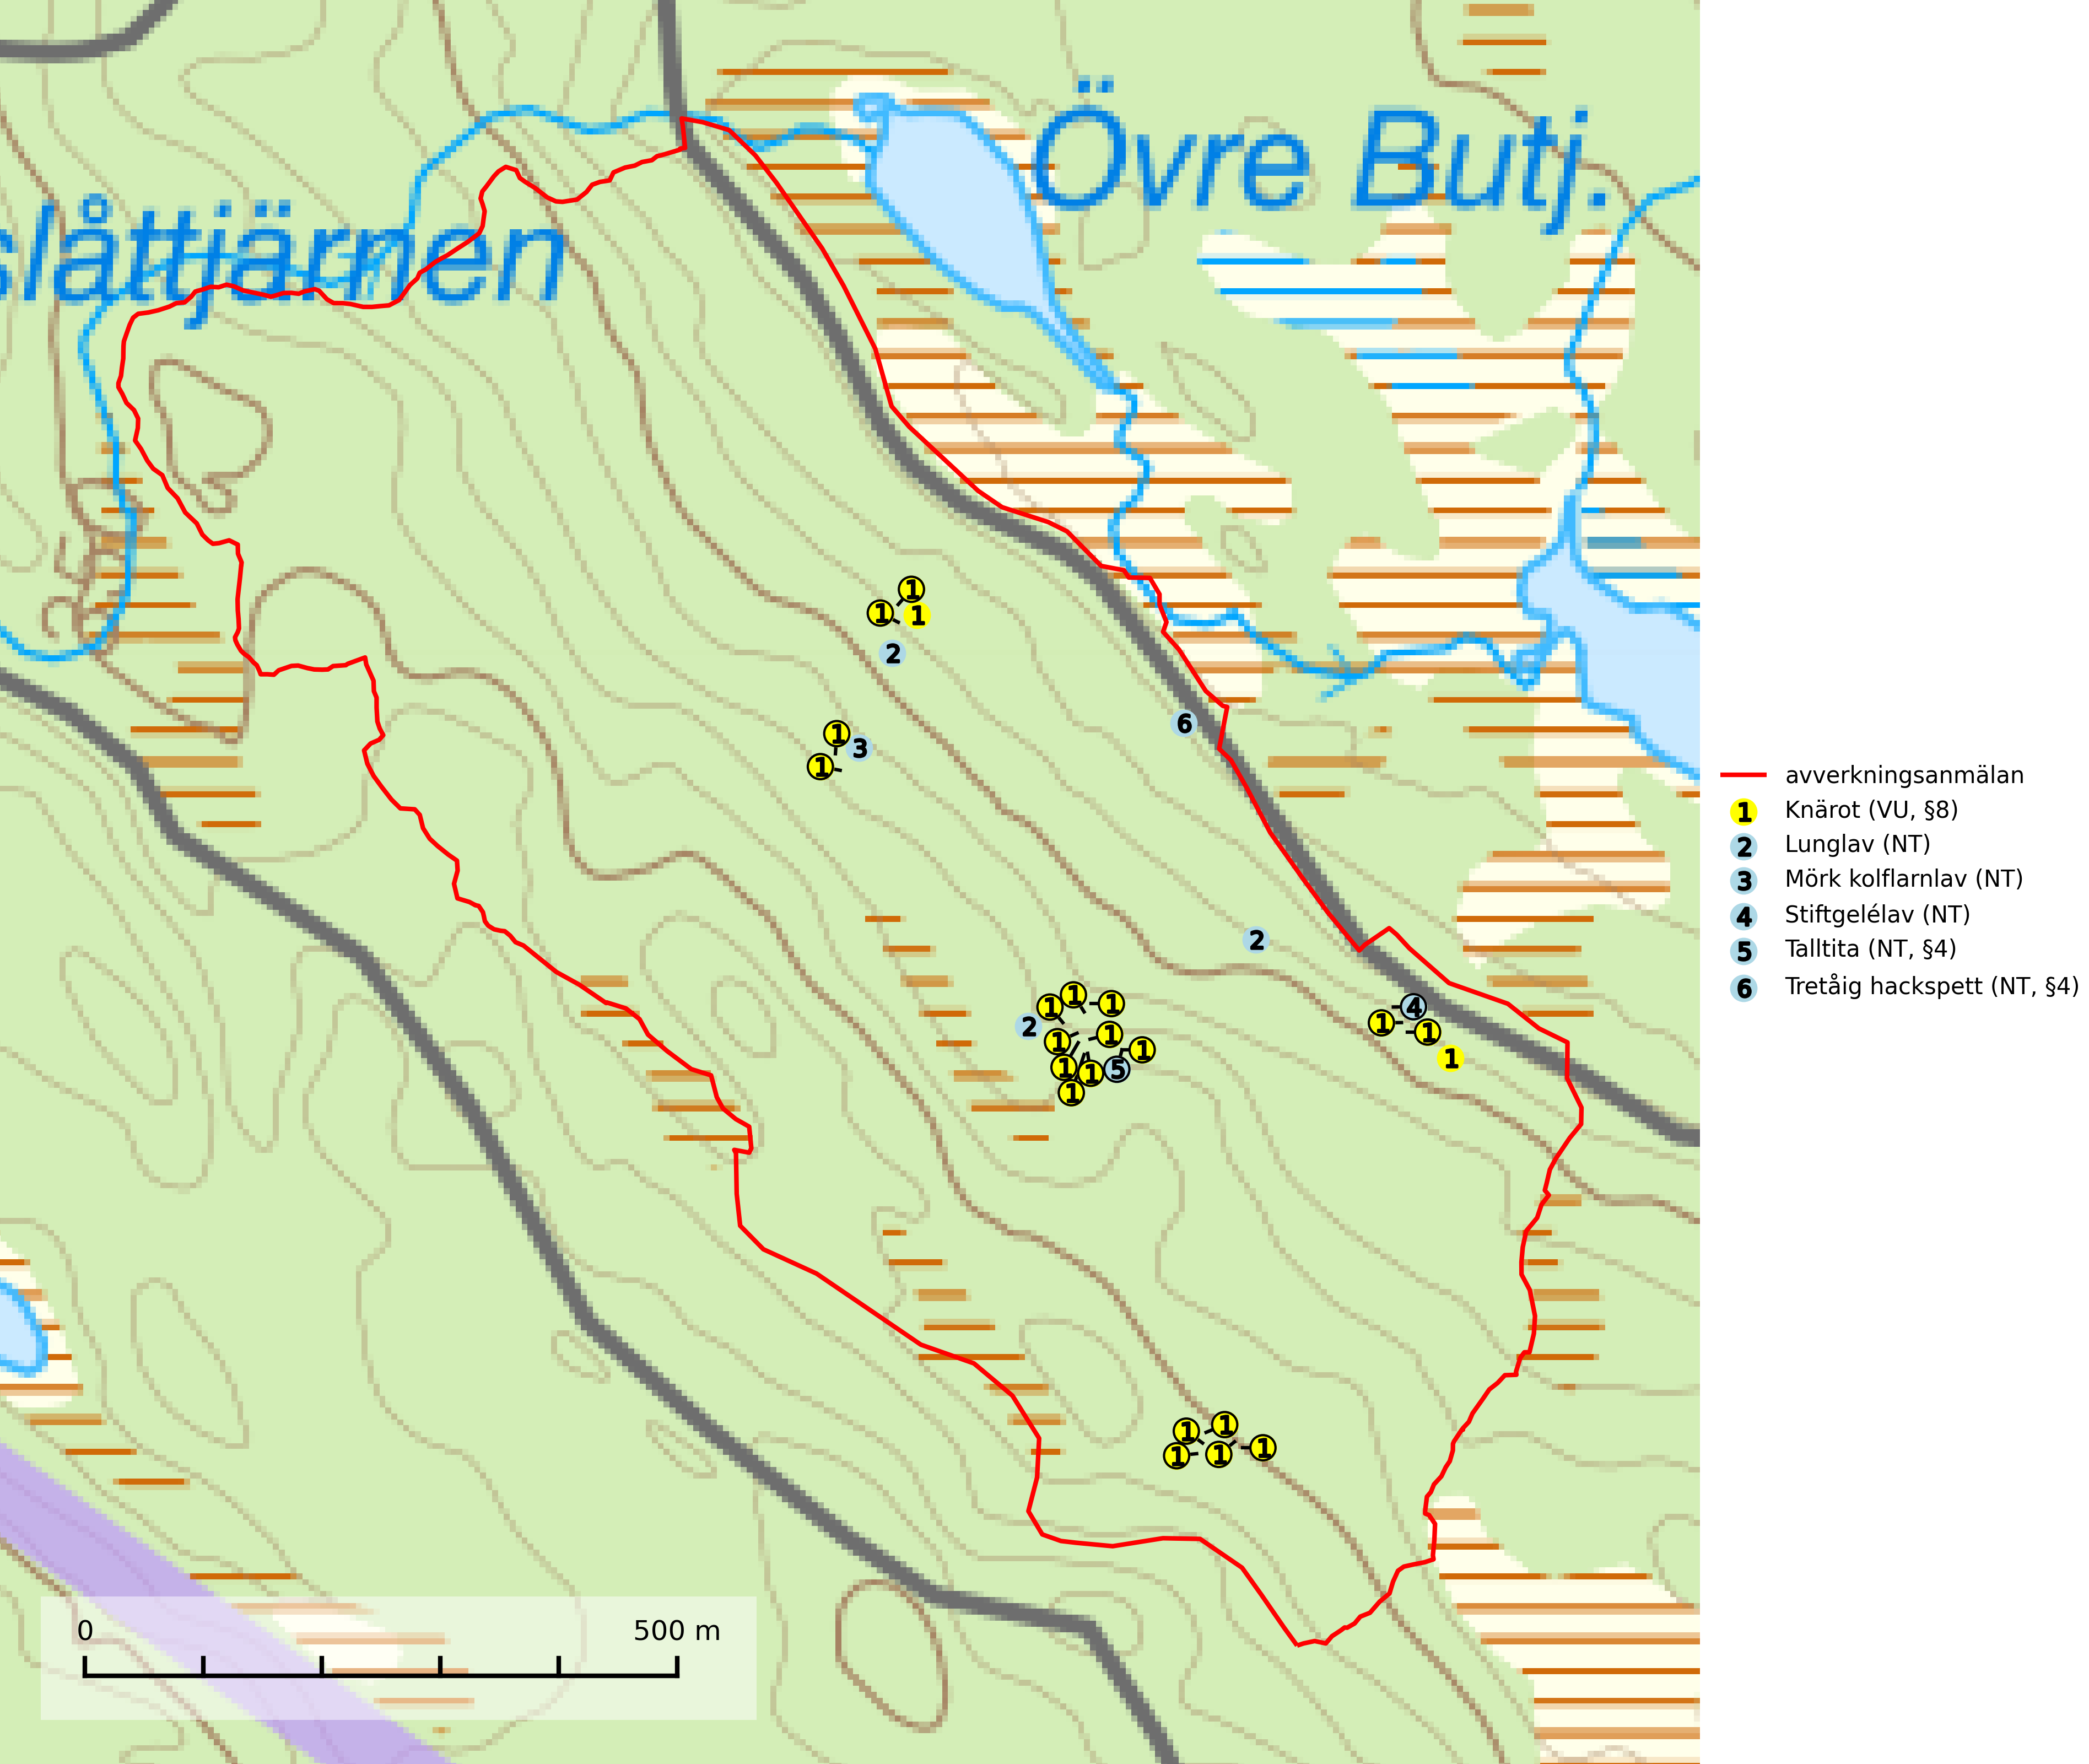 Övre Butj.
slåttjärnen
1
1
1
2
1
3
1
6
2
1
1
1
2
1
1
1
1
1
5
1
4
1
1
1
1
1
1
1
1
avverkningsanmälan
1 Knärot (VU, §8)
2 Lunglav (NT)
3 Mörk kolflarnlav (NT)
4 Stiftgelélav (NT)
5 Talltita (NT, §4)
6 Tretåig hackspett (NT, §4)
0 500 m